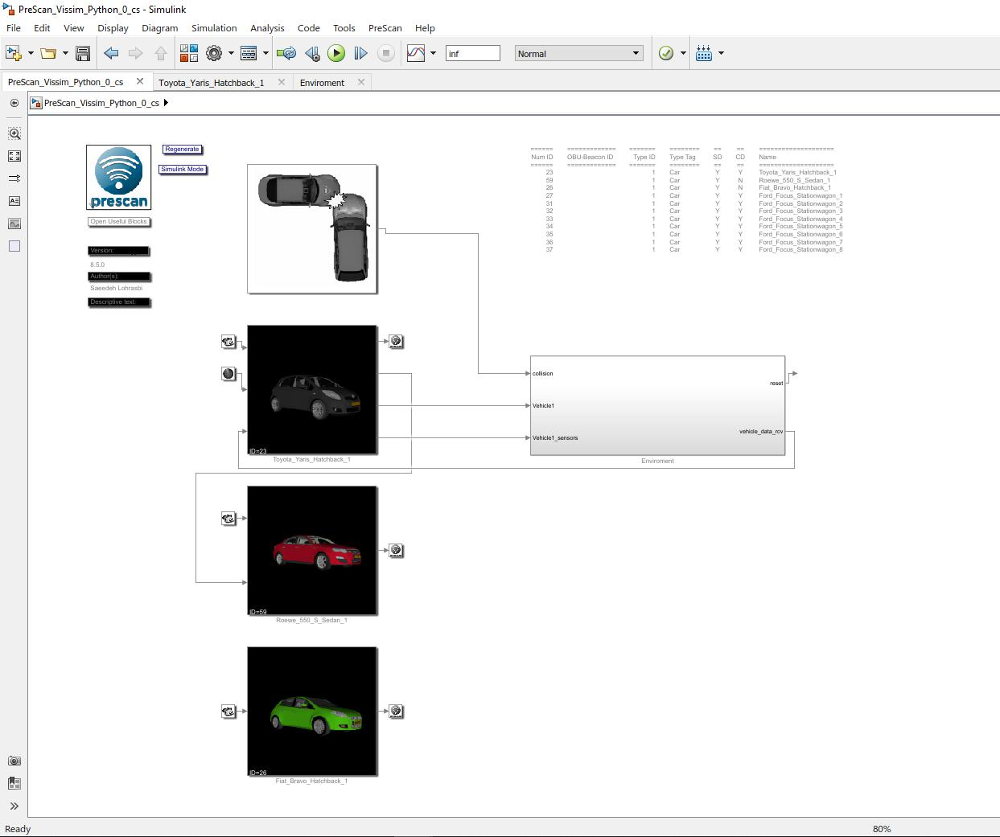 PreScan_Vissim_Python_0_cs - Simulink
File Edit View Display Diagram Simulation Analysis Code Tools PreScan Help
inf Normal
PreScan_Vissim_Python_0_cs Toyota_Yaris_Hatchback_1 Enviroment
PreScan_Vissim_Python_0_cs
Regenerate
Simulink Mode
prescan
Open Useful Blocks
Version:
8.5.0
Author(s):
Saeedeh Lohrasbi
Descriptive text:
====== ============= ======= ======== == == ====================
Num ID OBU-Beacon ID Type ID Type Tag SD CD Name
====== ============= ======= ======== == == ====================
23 1 Car Y Y Toyota_Yaris_Hatchback_1
59 1 Car Y N Roewe_550_S_Sedan_1
26 1 Car Y N Fiat_Bravo_Hatchback_1
27 1 Car Y Y Ford_Focus_Stationwagon_1
31 1 Car Y Y Ford_Focus_Stationwagon_2
32 1 Car Y Y Ford_Focus_Stationwagon_3
33 1 Car Y Y Ford_Focus_Stationwagon_4
34 1 Car Y Y Ford_Focus_Stationwagon_5
35 1 Car Y Y Ford_Focus_Stationwagon_6
36 1 Car Y Y Ford_Focus_Stationwagon_7
37 1 Car Y Y Ford_Focus_Stationwagon_8
ID=23
Toyota_Yaris_Hatchback_1
collision
reset
Vehicle1
vehicle_data_rcv
Vehicle1_sensors
Enviroment
ID=59
Roewe_550_S_Sedan_1
ID=26
Fiat_Bravo_Hatchback_1
Ready 80%